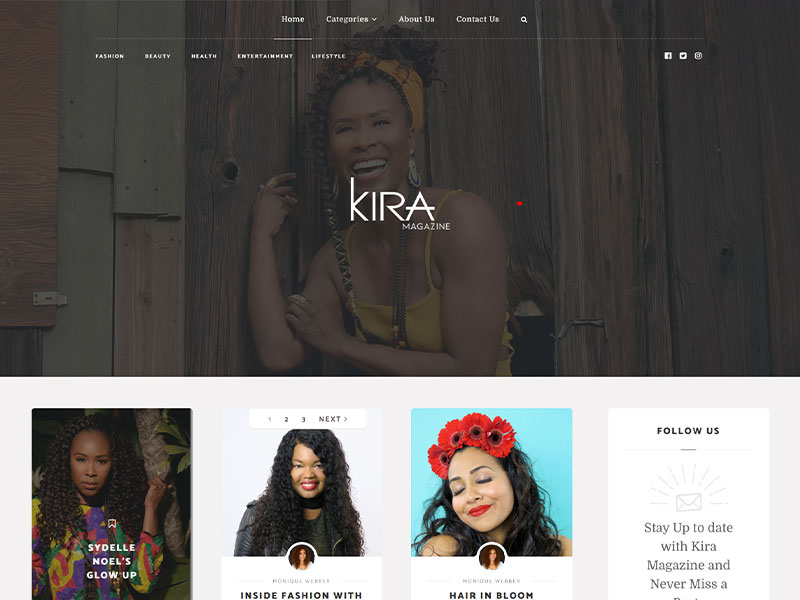 Home Categories About Us Contact Us
FASHION BEAUTY HEALTH ENTERTAINMENT LIFESTYLE
KIRA
MAGAZINE
SYDELLE
NOEL'S
GLOW UP
1 2 3 NEXT
MONIQUE WEBBER
INSIDE FASHION WITH
MONIQUE WEBBER
HAIR IN BLOOM
FOLLOW US
Stay Up to date
with Kira
Magazine and
Never Miss a